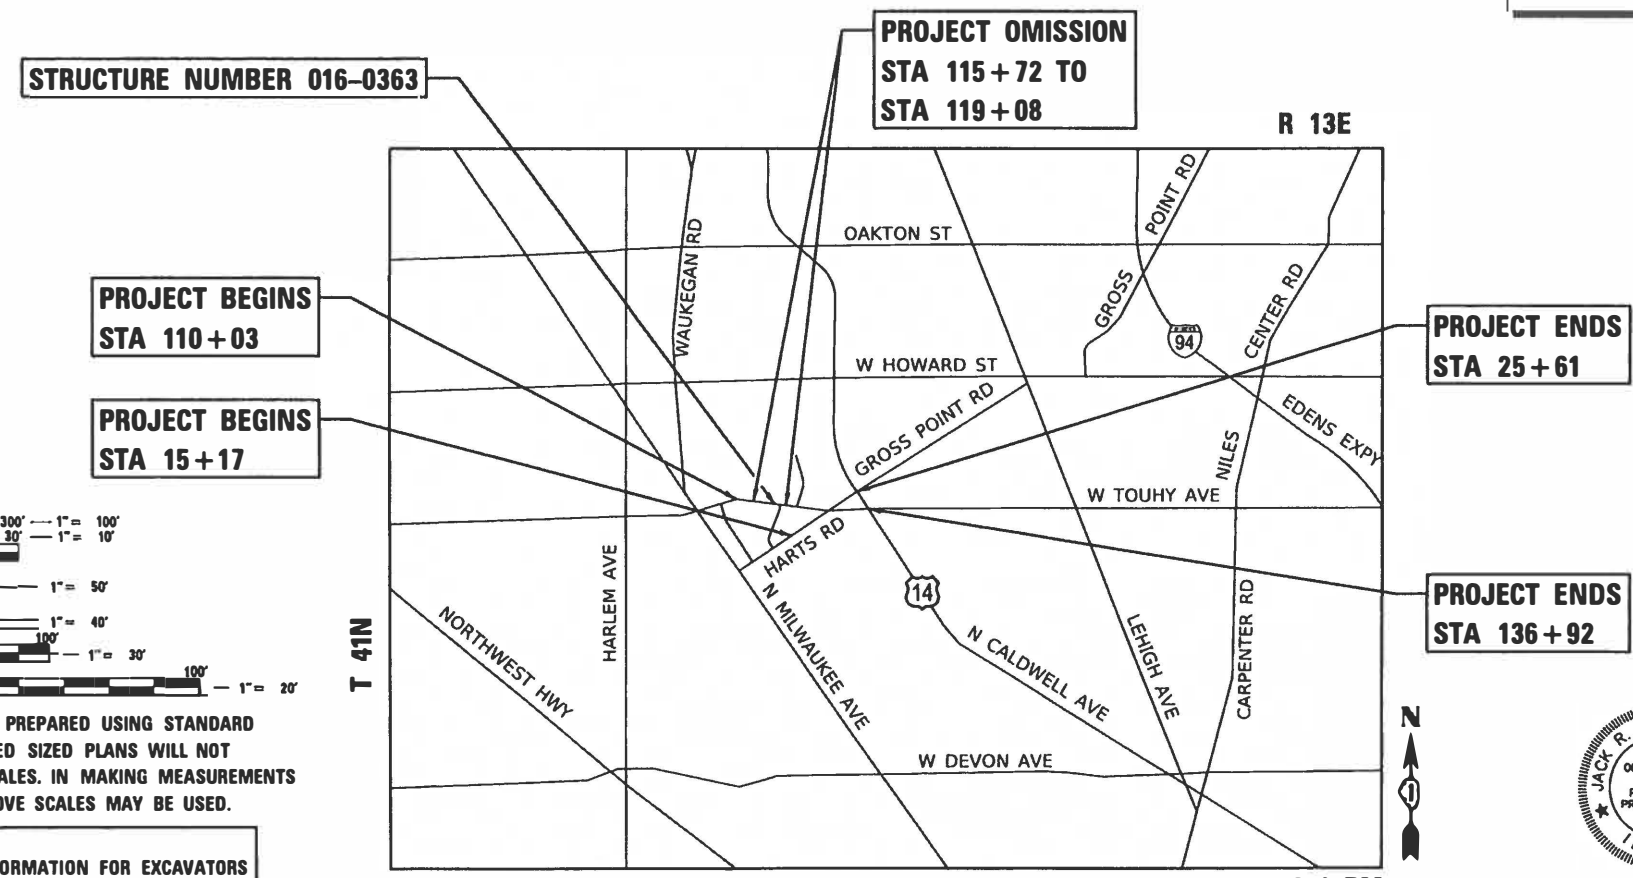 PROJECT OMISSION
STA 115+72 TO
STA 119+08
STRUCTURE NUMBER 016-0363
R 13E
PROJECT BEGINS
STA 110+03
PROJECT BEGINS
STA 15+17
PROJECT ENDS
STA 25+61
PROJECT ENDS
STA 136+92
OAKTON ST
WAUKEGAN RD
POINT RD
GROSS
CENTER RD
94
W HOWARD ST
GROSS POINT RD
EDENS EXPY
NILES
W TOUHY AVE
HARTS RD
HARLEM AVE
14
N MILWAUKEE AVE
NORTHWEST HWY
N CALDWELL AVE
LEHIGH AVE
CARPENTER RD
W DEVON AVE
T 41N
N
300' 1"= 100'
30' 1"= 10'
1"= 50'
1"= 40'
100'
1"= 30'
100'
1"= 20'
PREPARED USING STANDARD
ED SIZED PLANS WILL NOT
ALES. IN MAKING MEASUREMENTS
OVE SCALES MAY BE USED.
ORMATION FOR EXCAVATORS
JACK R.